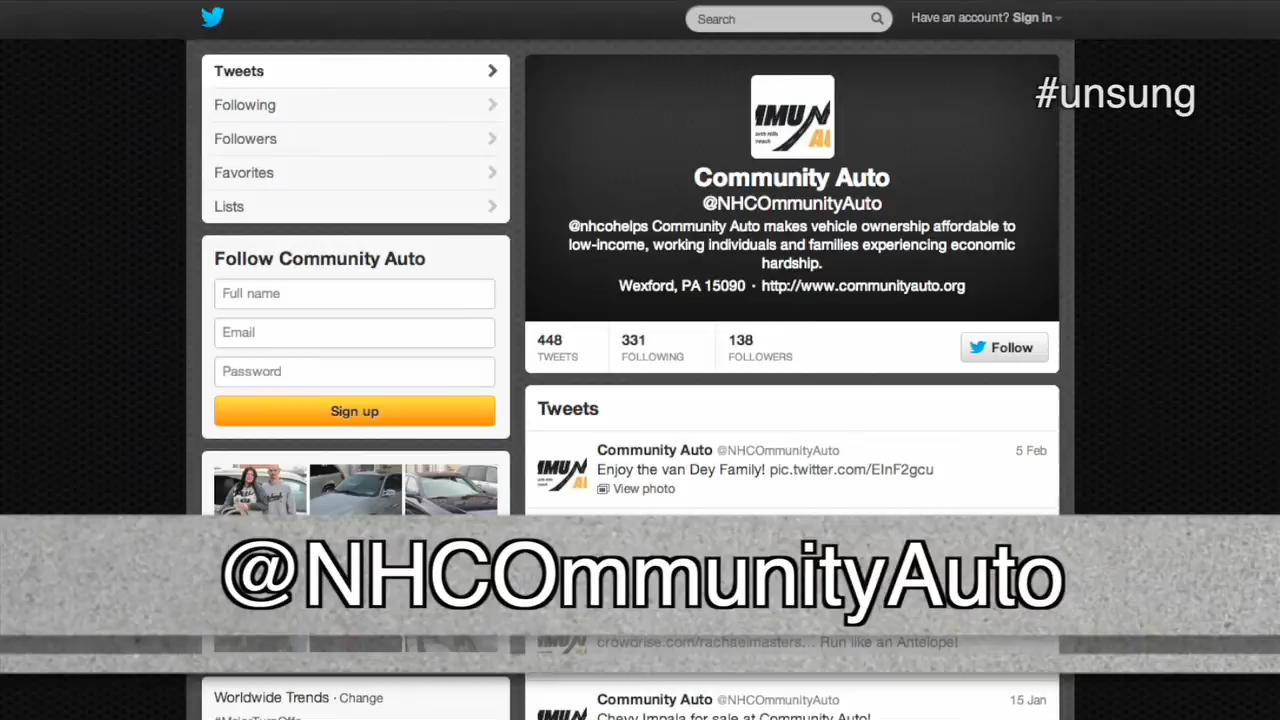 Search
Have an account? Sign in
#unsung
Tweets
Following
Followers
Favorites
Lists
Follow Community Auto
Full name
Email
Password
Sign up
Community Auto
@NHCOmmunityAuto
@nhcohelps Community Auto makes vehicle ownership affordable to
low-income, working individuals and families experiencing economic
hardship.
Wexford, PA 15090 · http://www.communityauto.org
448 TWEETS
331 FOLLOWING
138 FOLLOWERS
Follow
Tweets
Community Auto @NHCOmmunityAuto 5 Feb
Enjoy the van Dey Family! pic.twitter.com/EInF2gcu
View photo
@NHCOmmunityAuto
crowdrise.com/rachaelmasters... Run like an Antelope!
Worldwide Trends · Change
Community Auto @NHCOmmunityAuto 15 Jan
Chevy Impala for sale at Community Auto!